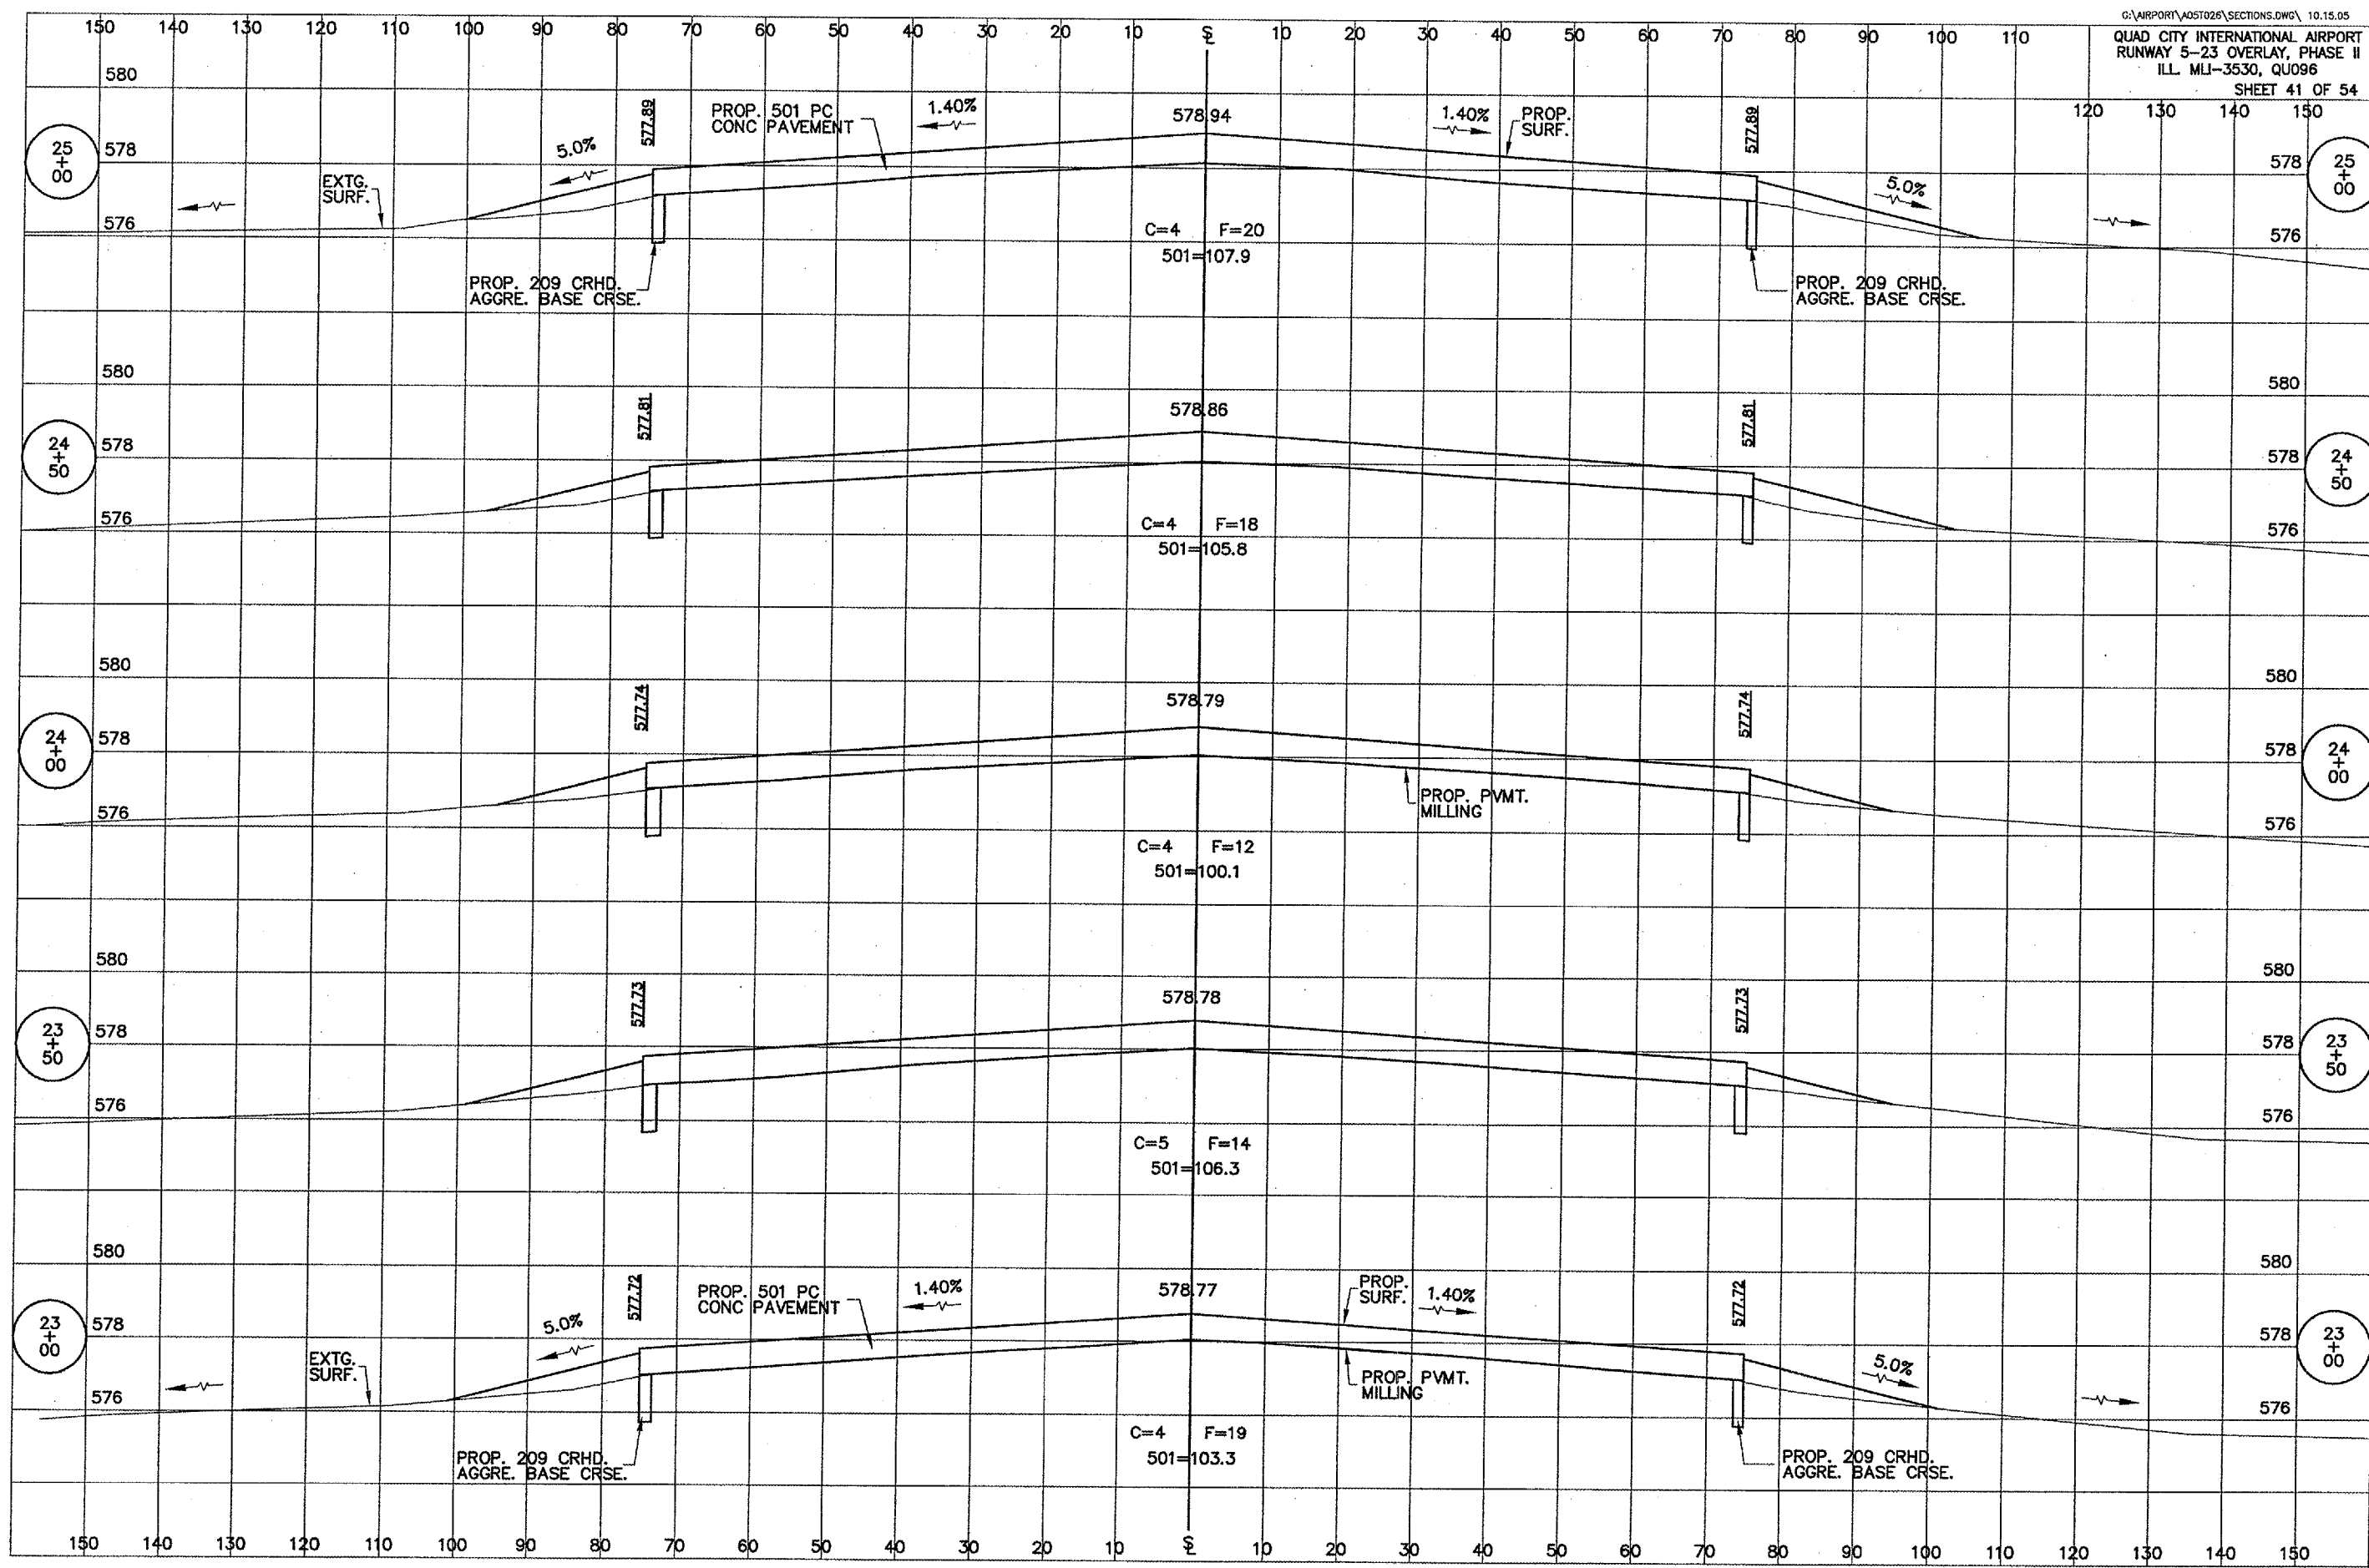 G:\AIRPORT\A05T026\SECTIONS.DWG\ 10.15.05
QUAD CITY INTERNATIONAL AIRPORT
RUNWAY 5-23 OVERLAY, PHASE II
ILL. MLI-3530, QU096
SHEET 41 OF 54
150 140 130 120 110 100 90 80 70 60 50 40 30 20 10 ℄ 10 20 30 40 50 60 70 80 90 100 110
120 130 140 150
580
25
+
00
578
576
EXTG.
SURF.
5.0%
577.89
PROP. 501 PC
CONC PAVEMENT
1.40%
578.94
1.40%
PROP.
SURF.
577.89
5.0%
578
576
25
+
00
C=4 F=20
501=107.9
PROP. 209 CRHD.
AGGRE. BASE CRSE.
PROP. 209 CRHD.
AGGRE. BASE CRSE.
580
580
24
+
50
578
576
577.81
578.86
577.81
578
576
24
+
50
C=4 F=18
501=105.8
580
580
24
+
00
578
576
577.74
578.79
577.74
578
576
24
+
00
PROP. PVMT.
MILLING
C=4 F=12
501=100.1
580
580
23
+
50
578
576
577.73
578.78
577.73
578
576
23
+
50
C=5 F=14
501=106.3
580
580
23
+
00
578
576
EXTG.
SURF.
5.0%
577.72
PROP. 501 PC
CONC PAVEMENT
1.40%
578.77
PROP.
SURF.
1.40%
577.72
5.0%
578
576
23
+
00
PROP. PVMT.
MILLING
C=4 F=19
501=103.3
PROP. 209 CRHD.
AGGRE. BASE CRSE.
PROP. 209 CRHD.
AGGRE. BASE CRSE.
150 140 130 120 110 100 90 80 70 60 50 40 30 20 10 ℄ 10 20 30 40 50 60 70 80 90 100 110 120 130 140 150